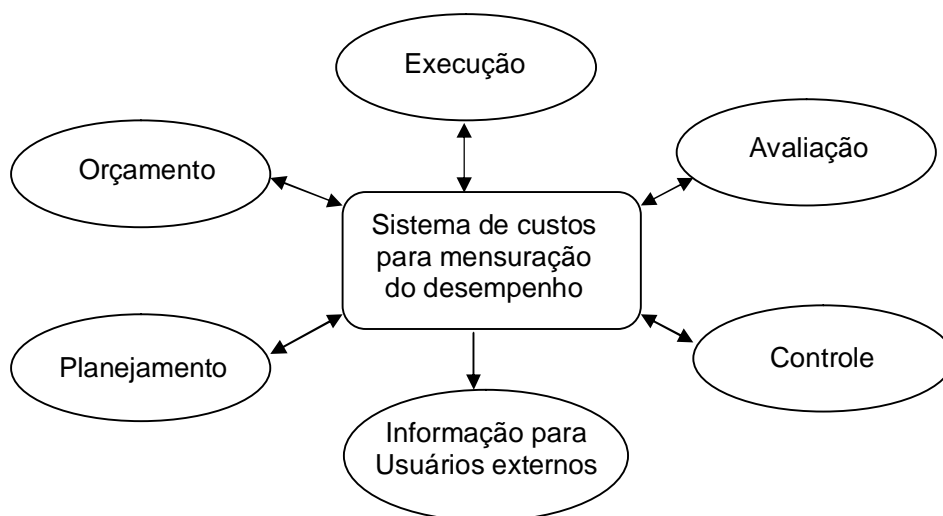 Execução
Orçamento
Avaliação
Sistema de custos
para mensuração
do desempenho
Planejamento
Controle
Informação para
Usuários externos